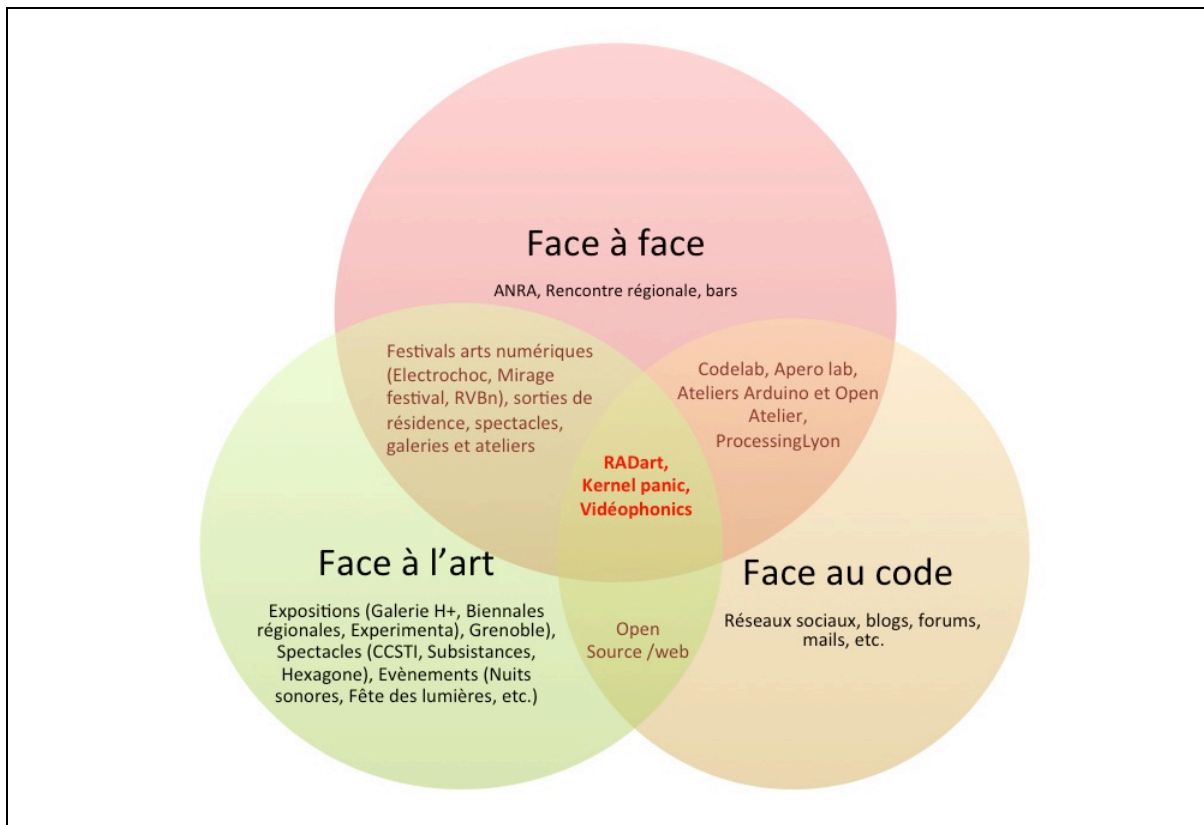 Face à face
ANRA, Rencontre régionale, bars
Festivals arts numériques
(Electrochoc, Mirage
festival, RVBn), sorties de
résidence, spectacles,
galeries et ateliers
Codelab, Apero lab,
Ateliers Arduino et Open
Atelier,
ProcessingLyon
RADart,
Kernel panic,
Vidéophonics
Face à l’art
Expositions (Galerie H+, Biennales
régionales, Experimenta), Grenoble),
Spectacles (CCSTI, Subsistances,
Hexagone), Evènements (Nuits
sonores, Fête des lumières, etc.)
Open
Source /web
Face au code
Réseaux sociaux, blogs, forums,
mails, etc.